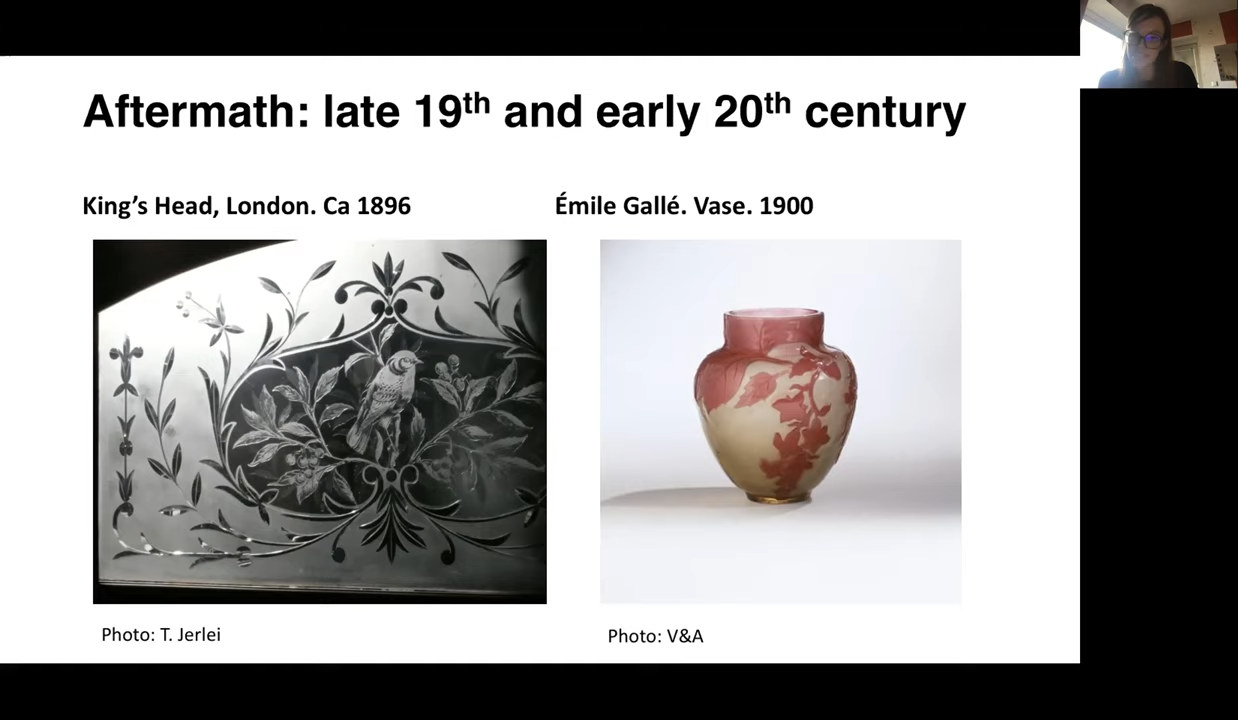 Aftermath: late 19th and early 20th century
King's Head, London. Ca 1896
Émile Gallé. Vase. 1900
Photo: T. Jerlei
Photo: V&A